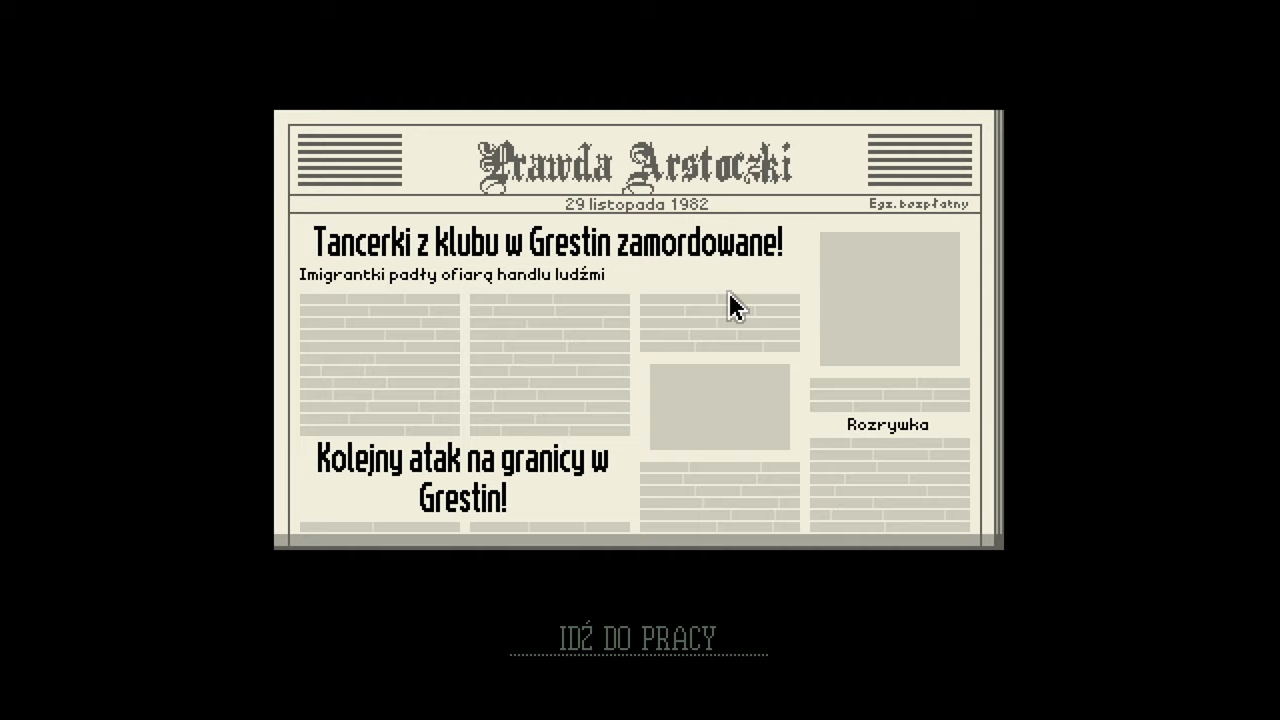 Prawda Arstoczki
29 listopada 1982
Egz. bezpłatny
Tancerki z klubu w Grestin zamordowane!
Imigrantki padły ofiarą handlu ludźmi
Rozrywka
Kolejny atak na granicy w
Grestin!
IDŹ DO PRACY